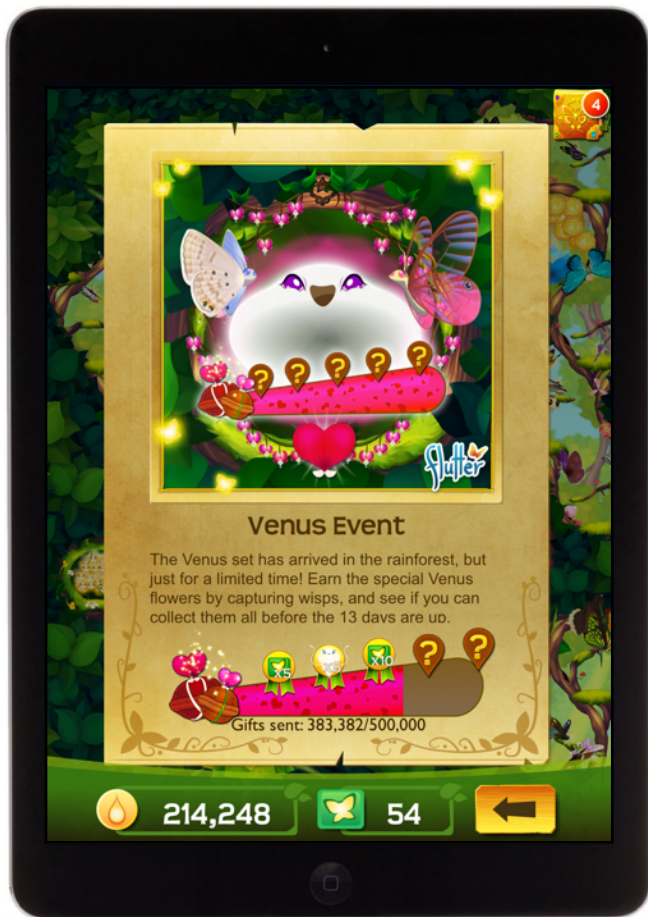 4
? ? ? ? ?
flutter
Venus Event
The Venus set has arrived in the rainforest, but
just for a limited time! Earn the special Venus
flowers by capturing wisps, and see if you can
collect them all before the 13 days are up.
x5 x5 x10 ? ?
Gifts sent: 383,382/500,000
214,248 54